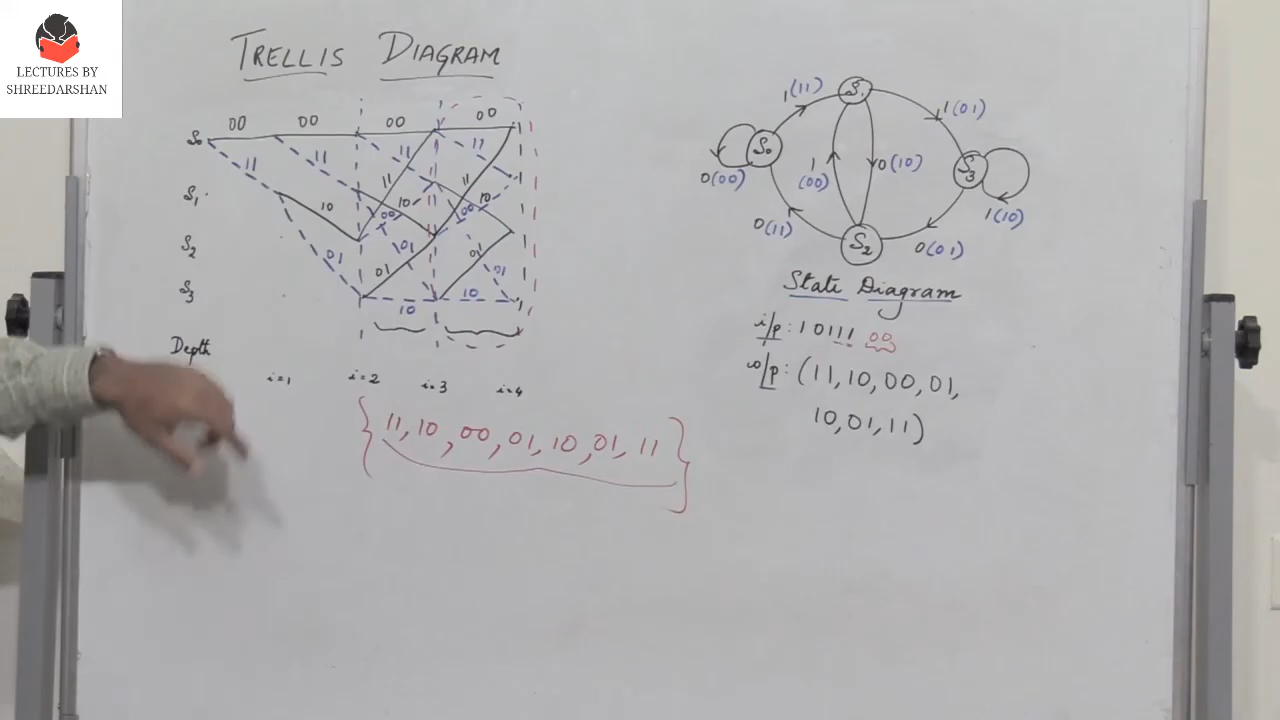 LECTURES BY
SHREEDARSHAN
TRELLIS DIAGRAM
00 00 00 00
S0
11 11 11 11
S1
10 11 10 11 10
00 00
S2
01 01 01
S3
01 01
10 10
Depth
i=1 i=2 i=3 i=4
{11,10,00,01,10,01,11}
S1
1(11) 1(01)
S0 S3
0(00) 1(00) 0(10) 1(10)
S2
0(11) 0(01)
State Diagram
i/p: 10111 00
o/p: (11,10,00,01,
10,01,11)